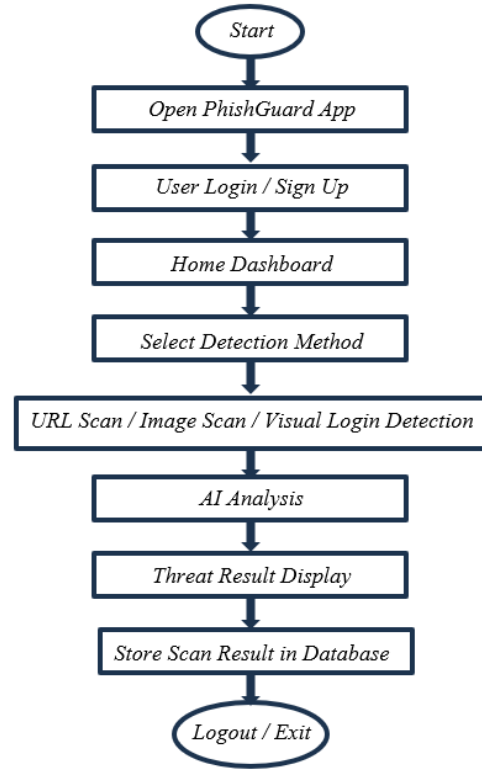 Start
Open PhishGuard App
User Login / Sign Up
Home Dashboard
Select Detection Method
URL Scan / Image Scan / Visual Login Detection
AI Analysis
Threat Result Display
Store Scan Result in Database
Logout / Exit